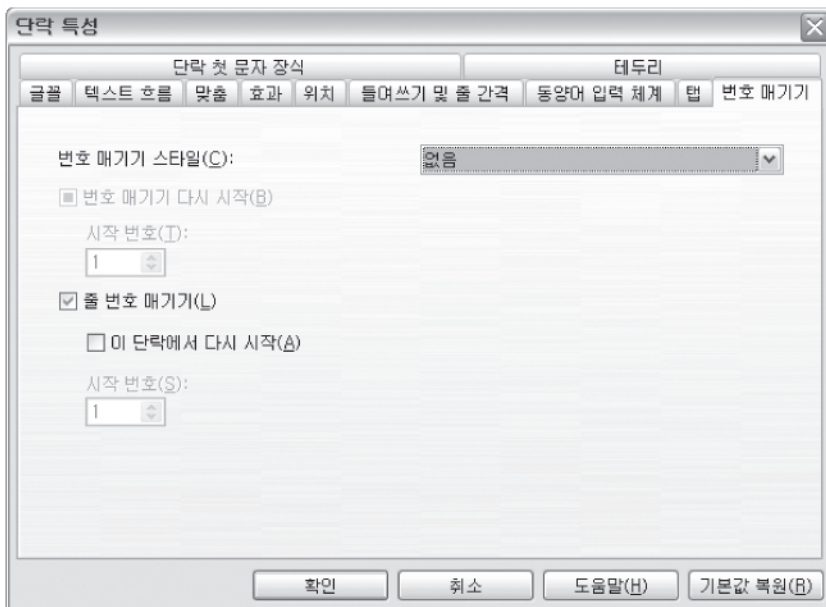 단락 특성
단락 첫 문자 장식 테두리
글꼴 텍스트 흐름 맞춤 효과 위치 들여쓰기 및 줄 간격 동양어 입력 체계 탭 번호 매기기
번호 매기기 스타일(C): 없음
번호 매기기 다시 시작(B)
시작 번호(T):
1
줄 번호 매기기(L)
이 단락에서 다시 시작(A)
시작 번호(S):
1
확인 취소 도움말(H) 기본값 복원(R)